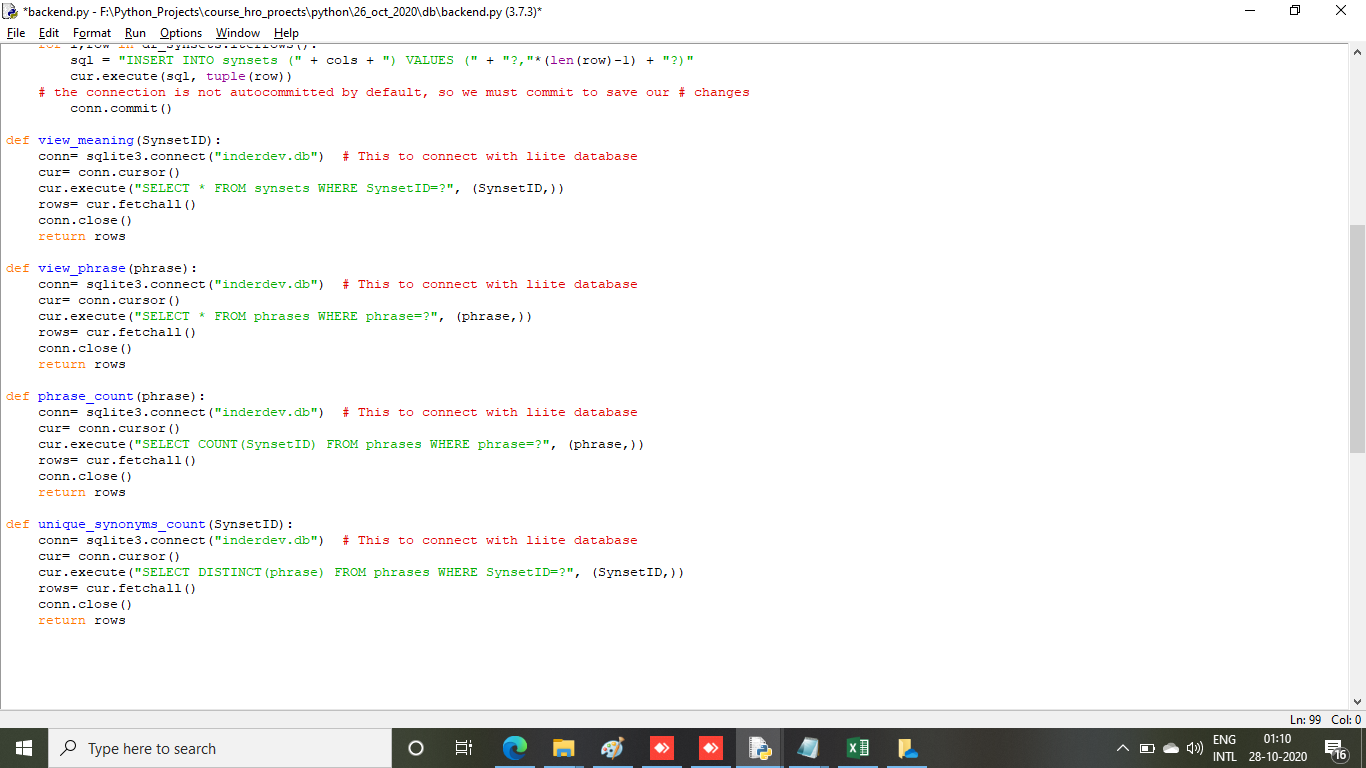 *backend.py - F:\Python_Projects\course_hro_proects\python\26_oct_2020\db\backend.py (3.7.3)*
File Edit Format Run Options Window Help
for i,row in df_synsets.iterrows():
sql = "INSERT INTO synsets (" + cols + ") VALUES (" + "?,"*(len(row)-1) + "?)"
cur.execute(sql, tuple(row))
# the connection is not autocommitted by default, so we must commit to save our # changes
conn.commit()
def view_meaning(SynsetID):
conn= sqlite3.connect("inderdev.db") # This to connect with liite database
cur= conn.cursor()
cur.execute("SELECT * FROM synsets WHERE SynsetID=?", (SynsetID,))
rows= cur.fetchall()
conn.close()
return rows
def view_phrase(phrase):
conn= sqlite3.connect("inderdev.db") # This to connect with liite database
cur= conn.cursor()
cur.execute("SELECT * FROM phrases WHERE phrase=?", (phrase,))
rows= cur.fetchall()
conn.close()
return rows
def phrase_count(phrase):
conn= sqlite3.connect("inderdev.db") # This to connect with liite database
cur= conn.cursor()
cur.execute("SELECT COUNT(SynsetID) FROM phrases WHERE phrase=?", (phrase,))
rows= cur.fetchall()
conn.close()
return rows
def unique_synonyms_count(SynsetID):
conn= sqlite3.connect("inderdev.db") # This to connect with liite database
cur= conn.cursor()
cur.execute("SELECT DISTINCT(phrase) FROM phrases WHERE SynsetID=?", (SynsetID,))
rows= cur.fetchall()
conn.close()
return rows
Ln: 99 Col: 0
Type here to search
ENG
INTL
01:10
28-10-2020
16